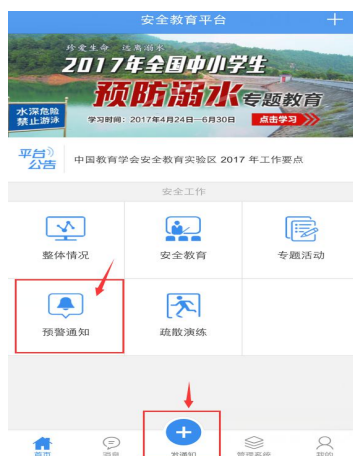 安全教育平台
珍爱生命 远离溺水
2017年全国中小学生
预防溺水专题教育
水深危险
禁止游泳
学习时间：2017年4月24日—6月30日
点击学习
平台
公告
中国教育学会安全教育实验区 2017 年工作要点
安全工作
整体情况
安全教育
专题活动
预警通知
疏散演练
首页
消息
发通知
管理系统
我的